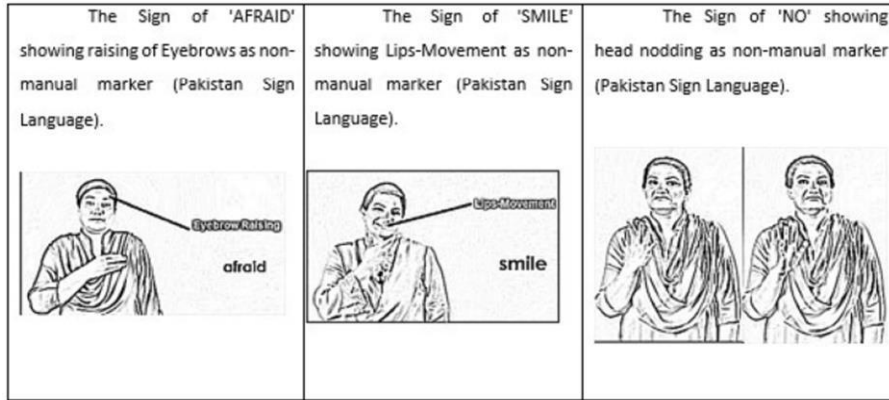 The Sign of 'AFRAID'
showing raising of Eyebrows as non-
manual marker (Pakistan Sign
Language).
Eyebrow Raising
afraid
The Sign of 'SMILE'
showing Lips-Movement as non-
manual marker (Pakistan Sign
Language).
Lips-Movement
smile
The Sign of 'NO' showing
head nodding as non-manual marker
(Pakistan Sign Language).